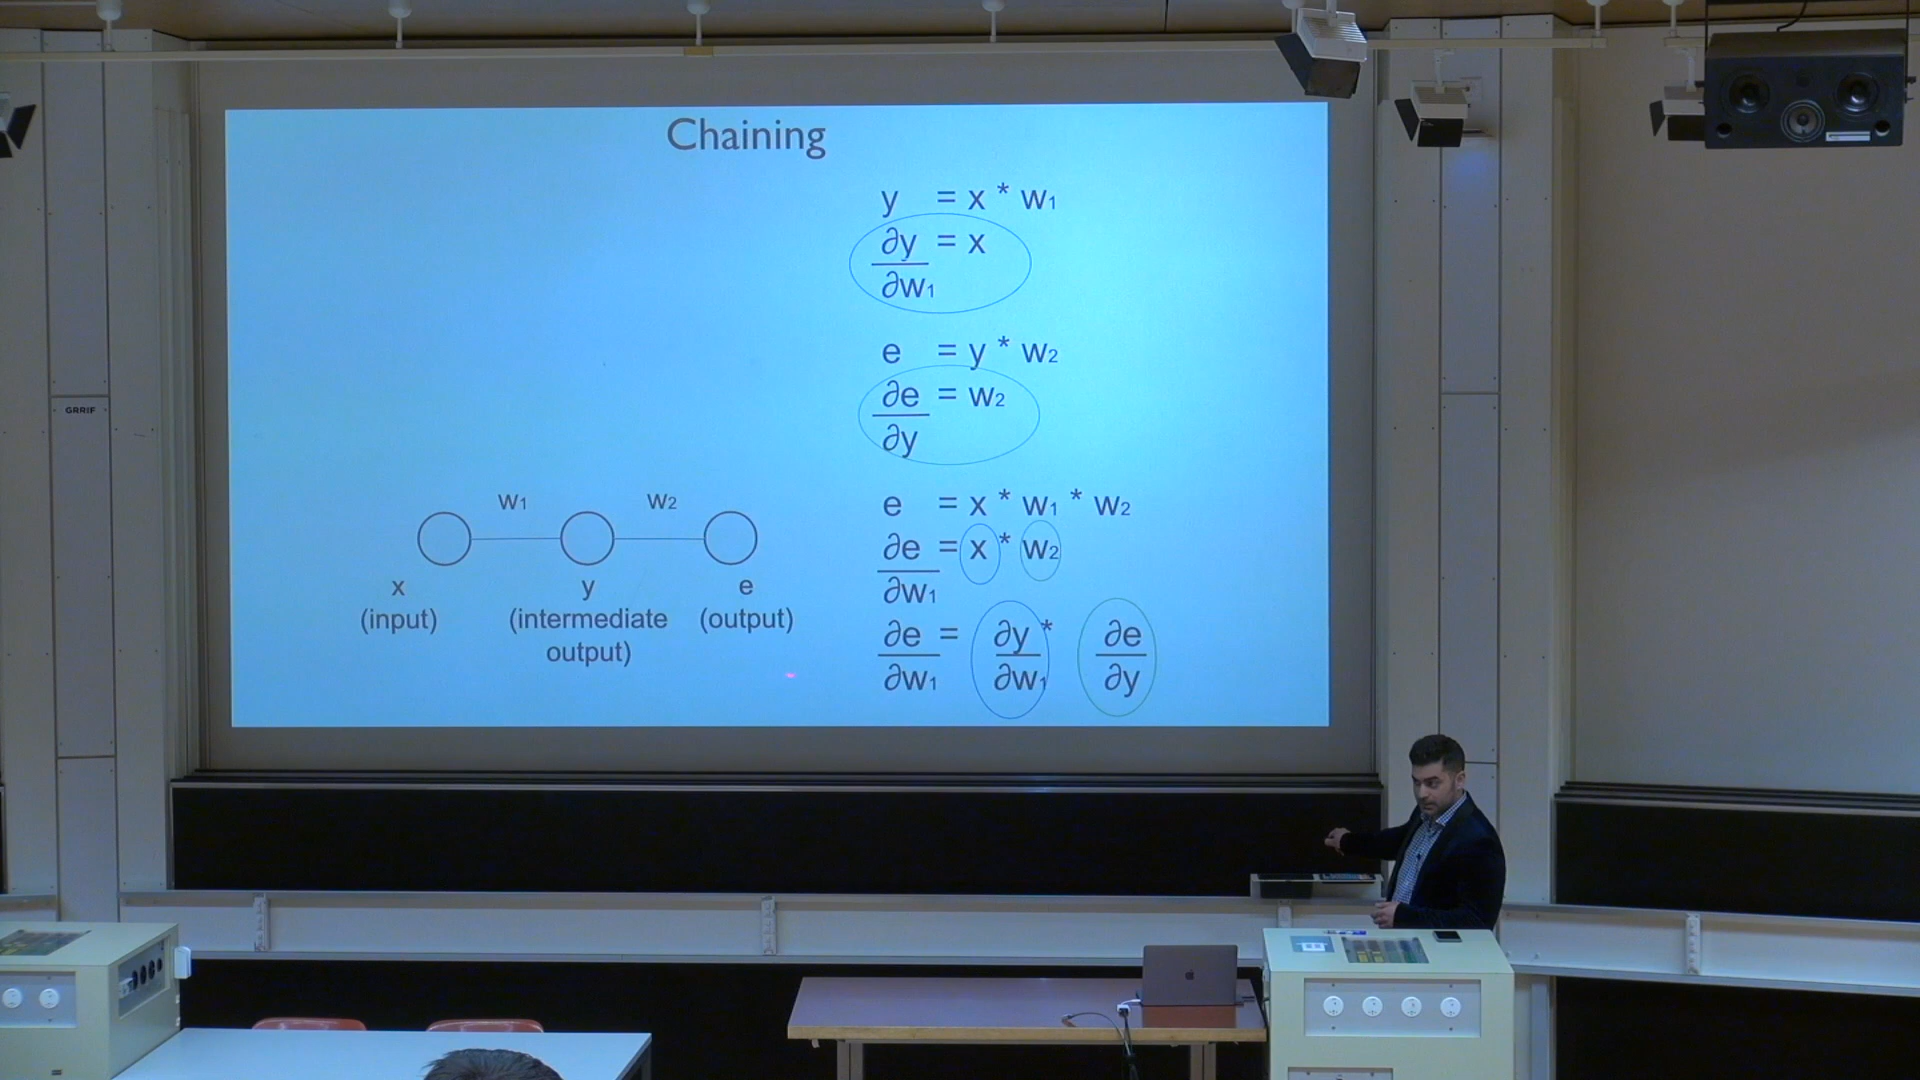 Chaining
y = x * w₁
∂y = x
∂w₁
e = y * w₂
∂e = w₂
∂y
e = x * w₁ * w₂
∂e = x * w₂
∂w₁
∂e = ∂y * ∂e
∂w₁ ∂w₁ ∂y
w₁ w₂
x y e
(input) (intermediate output) (output)
GRRIF